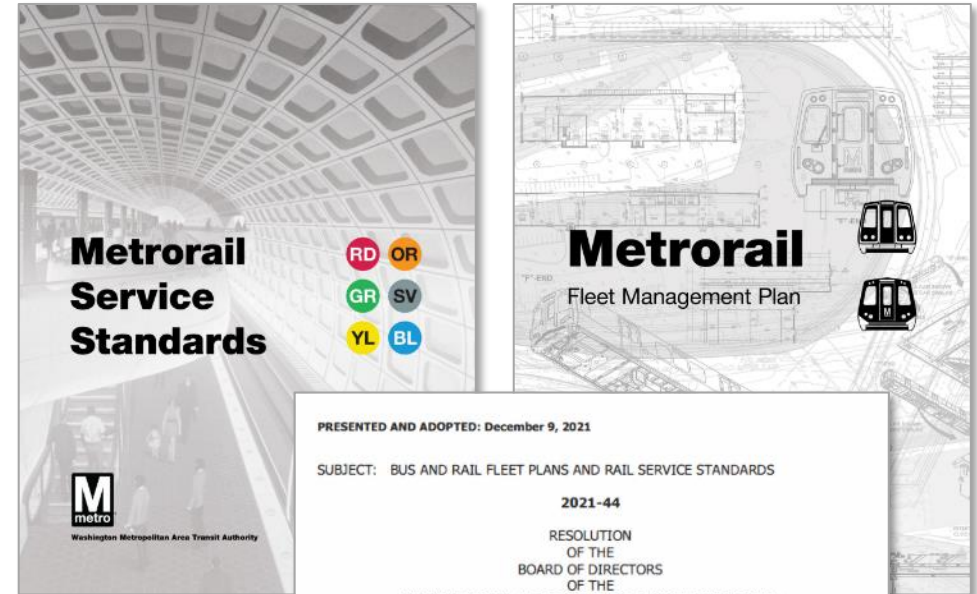 Metrorail
Service
Standards
RD OR
GR SV
YL BL
M
metro
Washington Metropolitan Area Transit Authority
Metrorail
Fleet Management Plan
M
"F"-END
M
PRESENTED AND ADOPTED: December 9, 2021
SUBJECT: BUS AND RAIL FLEET PLANS AND RAIL SERVICE STANDARDS
2021-44
RESOLUTION
OF THE
BOARD OF DIRECTORS
OF THE